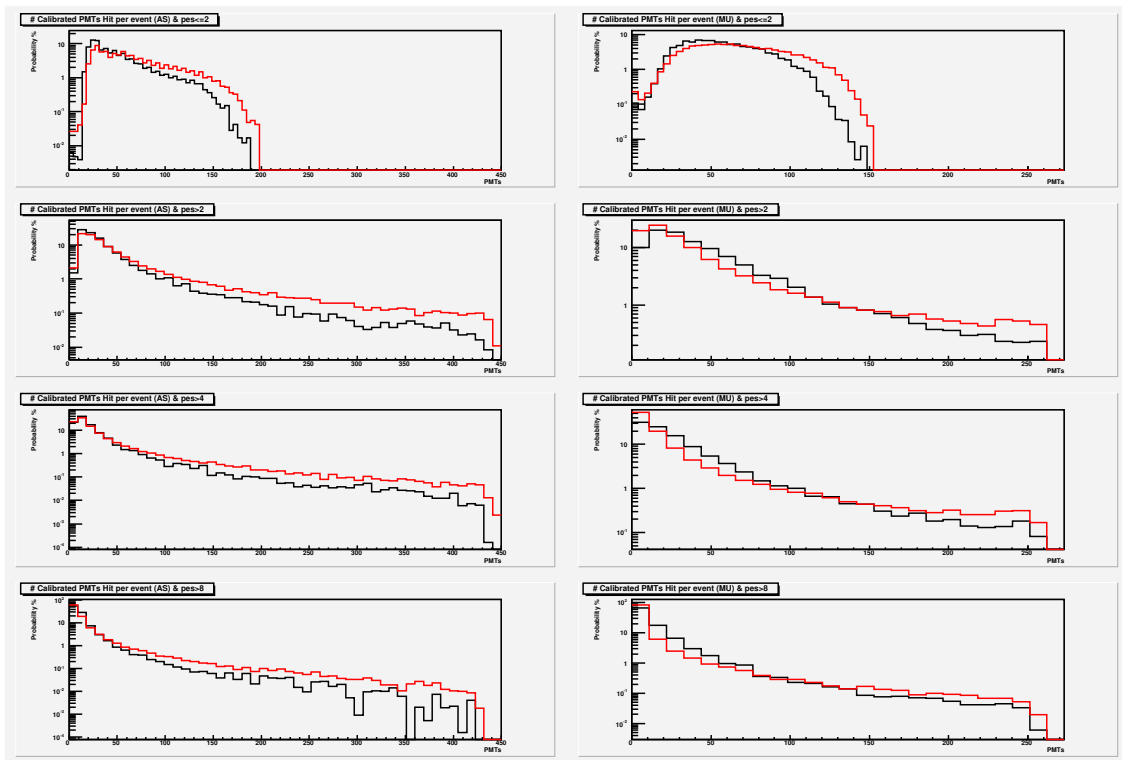 # Calibrated PMTs Hit per event (AS) & pes<=2
Probability %
10
1
10⁻¹
10⁻²
0 50 100 150 200 250 300 350 400 450
PMTs
# Calibrated PMTs Hit per event (MU) & pes<=2
Probability %
10
1
10⁻¹
10⁻²
0 50 100 150 200 250
PMTs
# Calibrated PMTs Hit per event (AS) & pes>2
Probability %
10
1
10⁻¹
10⁻²
0 50 100 150 200 250 300 350 400 450
PMTs
# Calibrated PMTs Hit per event (MU) & pes>2
Probability %
10
1
0 50 100 150 200 250
PMTs
# Calibrated PMTs Hit per event (AS) & pes>4
Probability %
10
1
10⁻¹
10⁻²
10⁻³
10⁻⁴
0 50 100 150 200 250 300 350 400 450
PMTs
# Calibrated PMTs Hit per event (MU) & pes>4
Probability %
10
1
10⁻¹
0 50 100 150 200 250
PMTs
# Calibrated PMTs Hit per event (AS) & pes>8
Probability %
10²
10
1
10⁻¹
10⁻²
10⁻³
10⁻⁴
0 50 100 150 200 250 300 350 400 450
PMTs
# Calibrated PMTs Hit per event (MU) & pes>8
Probability %
10²
10
1
10⁻¹
10⁻²
10⁻³
0 50 100 150 200 250
PMTs